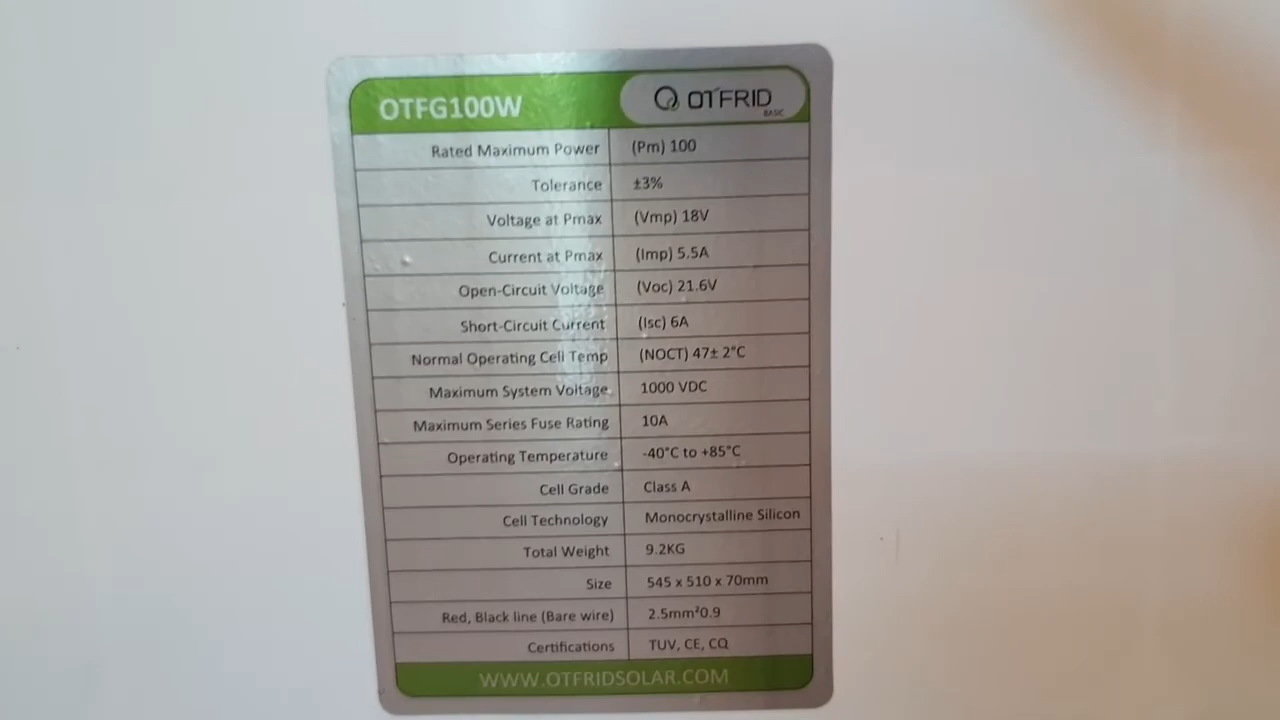 OTFG100W OTFRID
BASIC
Rated Maximum Power (Pm) 100
Tolerance ±3%
Voltage at Pmax (Vmp) 18V
Current at Pmax (Imp) 5.5A
Open-Circuit Voltage (Voc) 21.6V
Short-Circuit Current (Isc) 6A
Normal Operating Cell Temp (NOCT) 47± 2°C
Maximum System Voltage 1000 VDC
Maximum Series Fuse Rating 10A
Operating Temperature -40°C to +85°C
Cell Grade Class A
Cell Technology Monocrystalline Silicon
Total Weight 9.2KG
Size 545 x 510 x 70mm
Red, Black line (Bare wire) 2.5mm²0.9
Certifications TUV, CE, CQ
WWW.OTFRIDSOLAR.COM